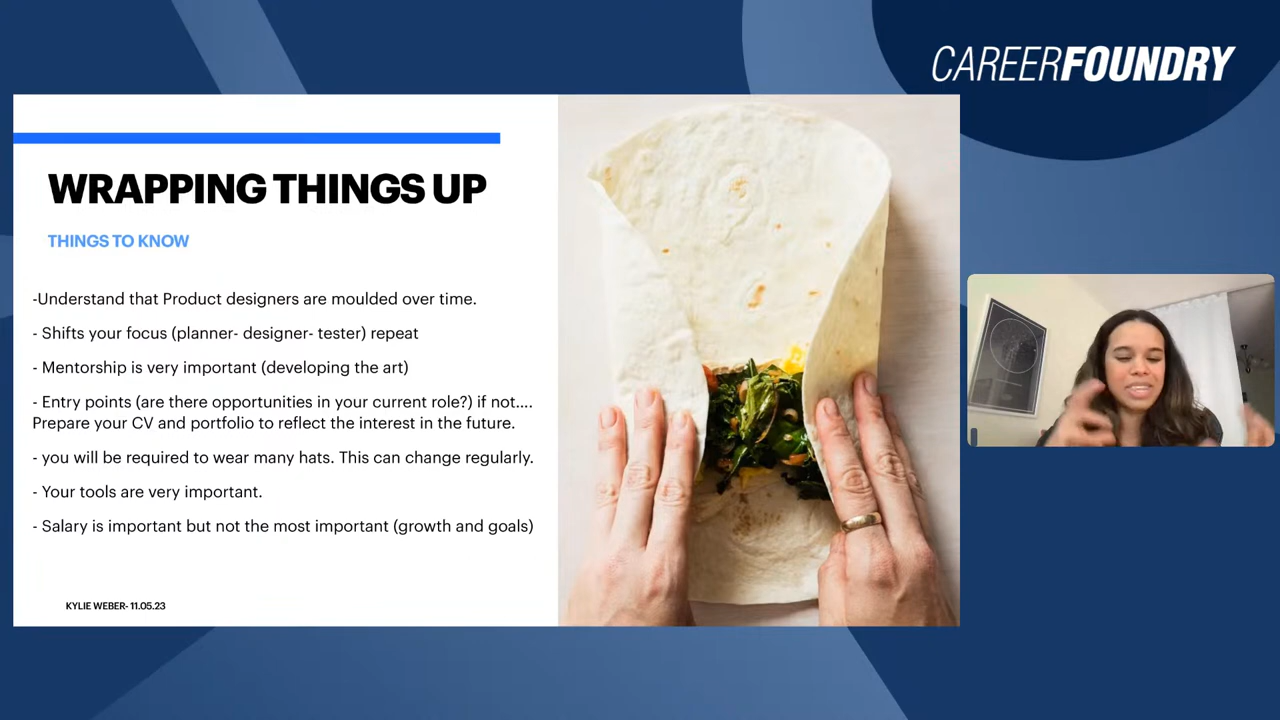 CAREERFOUNDRY
WRAPPING THINGS UP
THINGS TO KNOW
-Understand that Product designers are moulded over time.
- Shifts your focus (planner- designer- tester) repeat
- Mentorship is very important (developing the art)
- Entry points (are there opportunities in your current role?) if not....
Prepare your CV and portfolio to reflect the interest in the future.
- you will be required to wear many hats. This can change regularly.
- Your tools are very important.
- Salary is important but not the most important (growth and goals)
KYLIE WEBER- 11.05.23